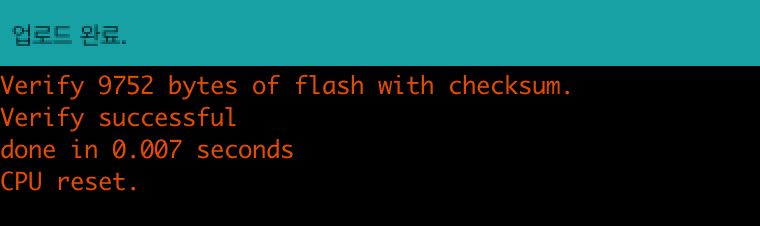 업로드 완료.
Verify 9752 bytes of flash with checksum.
Verify successful
done in 0.007 seconds
CPU reset.